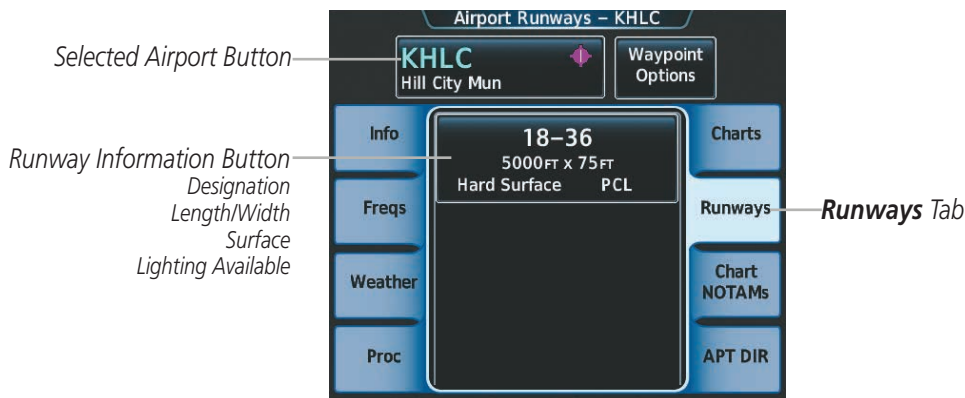 Airport Runways – KHLC
Selected Airport Button
KHLC
Hill City Mun
Waypoint
Options
Info
Freqs
Weather
Proc
Runway Information Button
Designation
Length/Width
Surface
Lighting Available
18–36
5000FT x 75FT
Hard Surface PCL
Charts
Runways
Chart
NOTAMs
APT DIR
Runways Tab